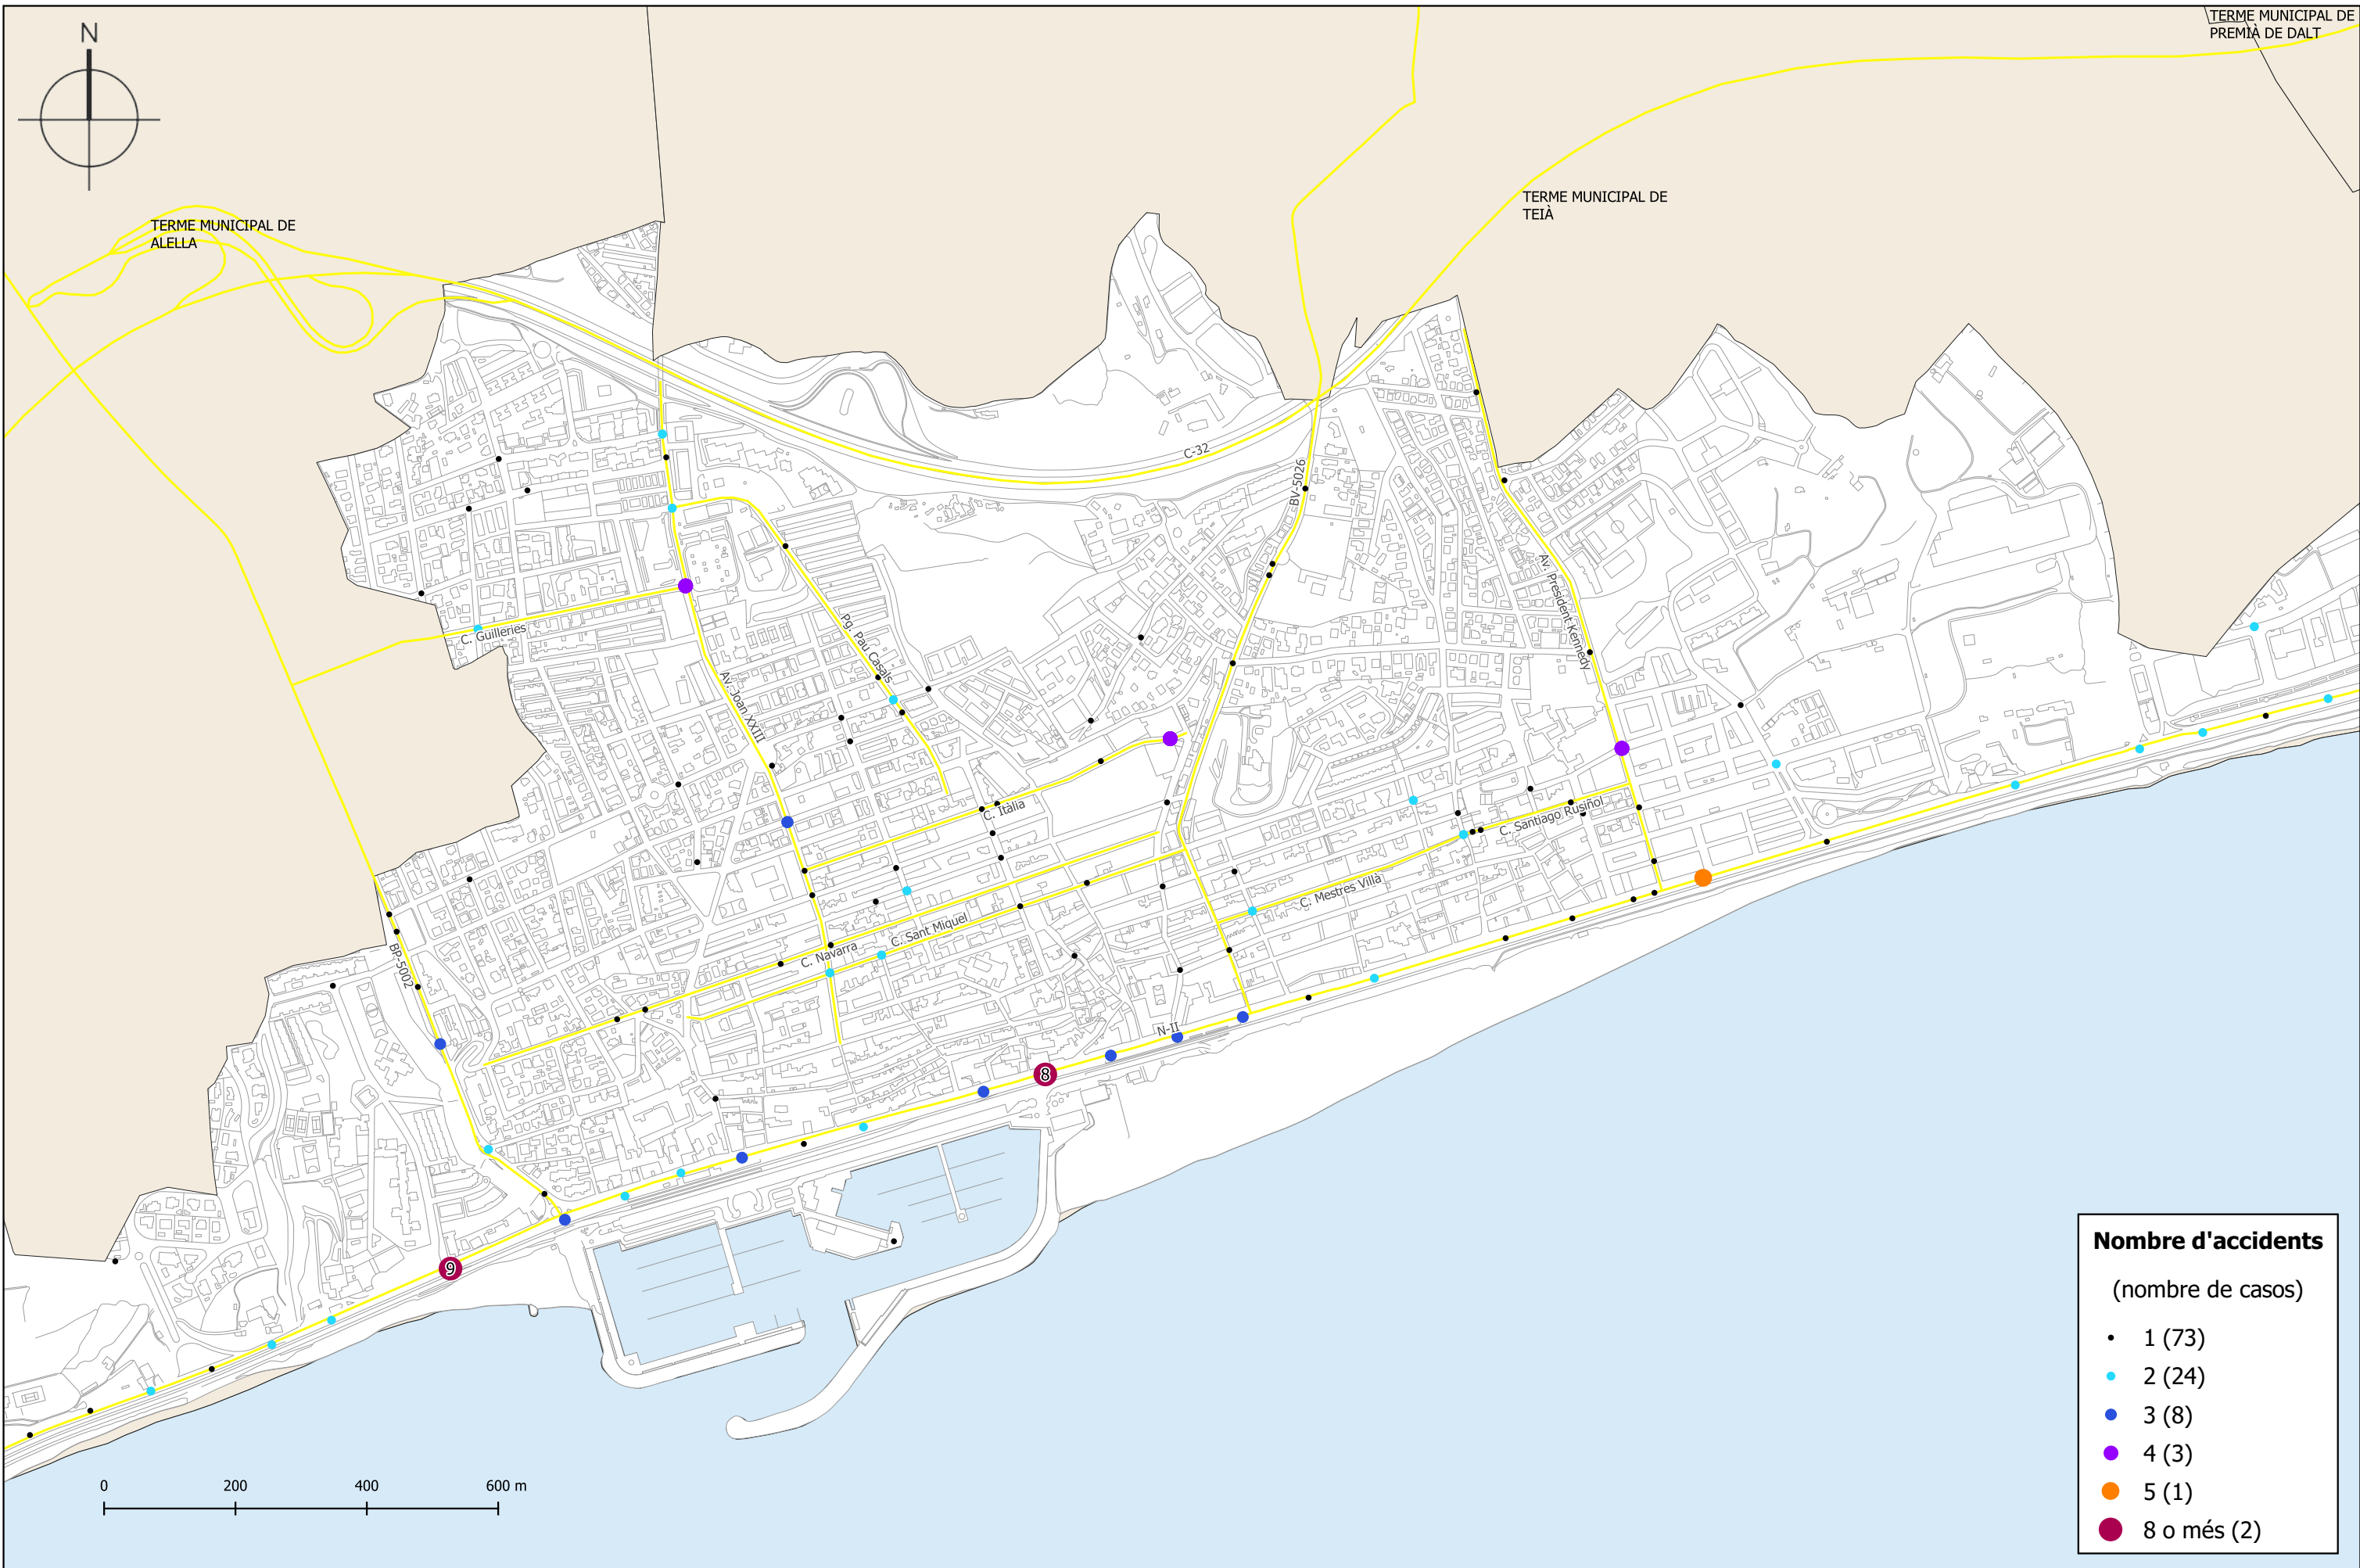 N
TERME MUNICIPAL DE
PREMIÀ DE DALT
TERME MUNICIPAL DE
TEIÀ
TERME MUNICIPAL DE
ALELLA
C-32
BV-5026
C. Guilleries
Pg. Pau Casals
Av. President Kennedy
Av. Joan XXIII
C. Itàlia
C. Santiago Rusiñol
C. Mestres Villà
C. Sant Miquel
C. Navarra
BP-5002
N-II
8
9
0 200 400 600 m
Nombre d'accidents
(nombre de casos)
1 (73)
2 (24)
3 (8)
4 (3)
5 (1)
8 o més (2)